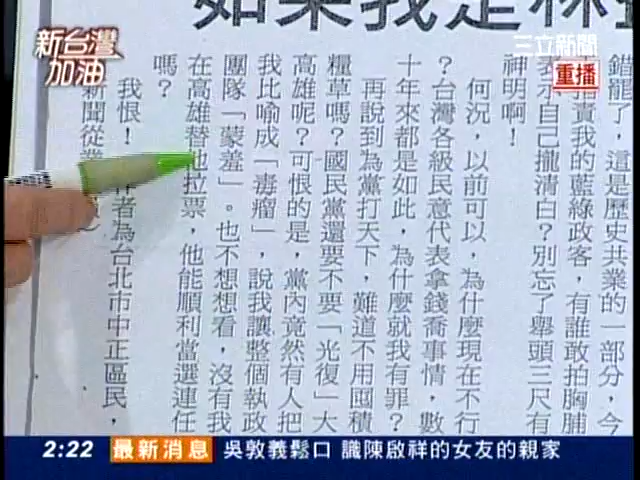 新台灣加油
三立新聞
重播
如果我是林
錯罷了，這是歷史共業的一部分，今
責我的藍綠政客，有誰敢拍胸脯
表示自己攏清白？別忘了舉頭三尺有
神明啊！
何況，以前可以，為什麼現在不行
？台灣各級民意代表拿錢喬事情，數
十年來都是如此，為什麼就我有罪？
再說到為黨打天下，難道不用囤積
糧草嗎？國民黨還要不要「光復」大
高雄呢？可恨的是，黨內竟然有人把
我比喻成「毒瘤」，說我讓整個執政
團隊「蒙羞」。也不想想看，沒有我
在高雄替他拉票，他能順利當選連任
嗎？
我恨！
者為台北市中正區民，
新聞從業
2:22 最新消息 吳敦義鬆口 識陳啟祥的女友的親家